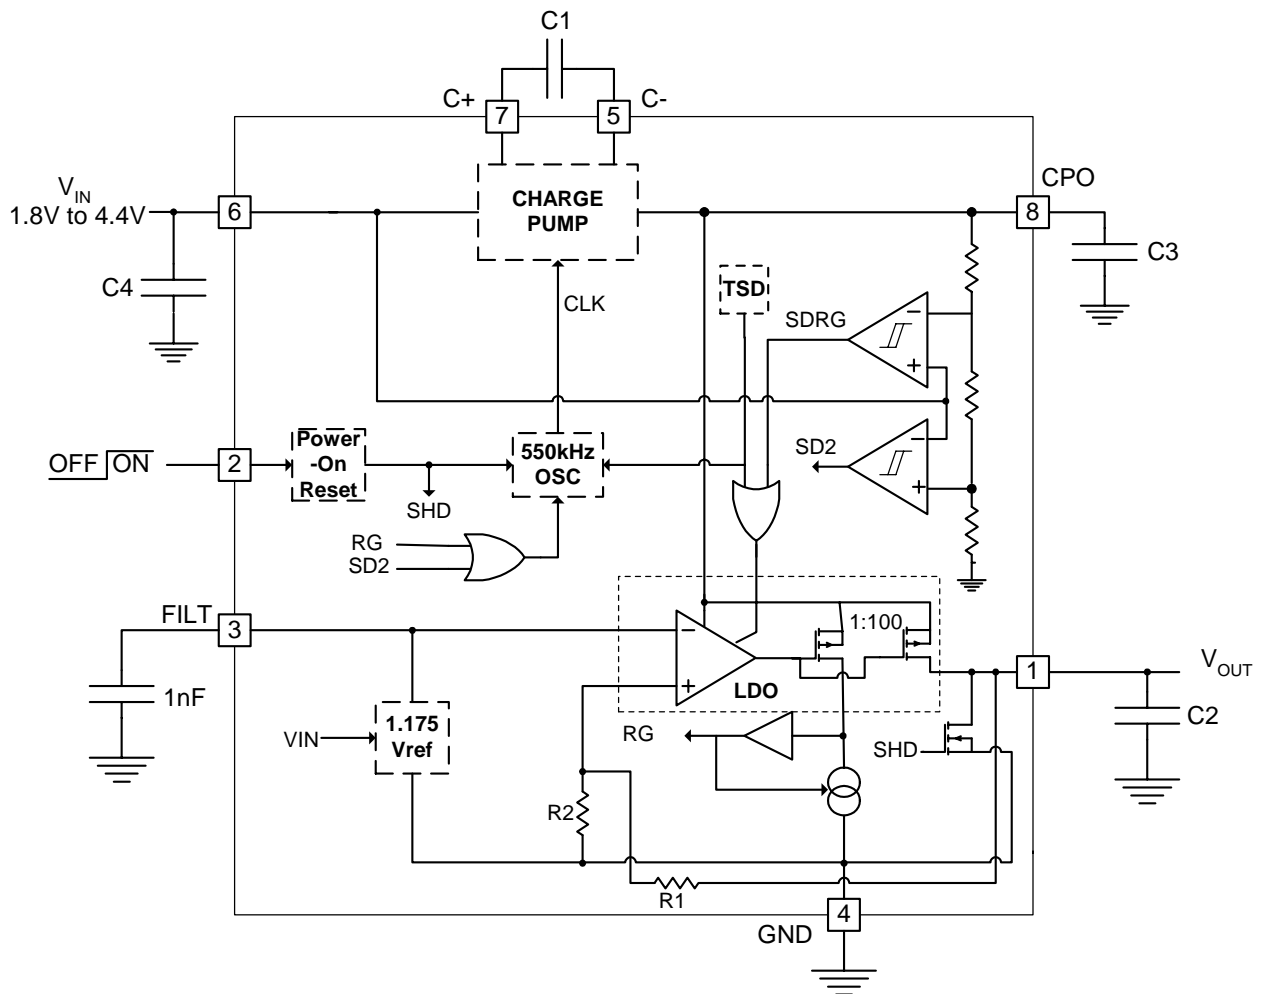 C1
C+
7
5
C-
V_IN
1.8V to 4.4V
6
CHARGE
PUMP
CPO
8
C3
C4
CLK
TSD
SDRG
−
+
OFF ON
2
Power
-On
Reset
550kHz
OSC
SHD
SD2
−
+
RG
SD2
FILT
3
1:100
−
+
LDO
1
V_OUT
1nF
VIN
1.175
Vref
RG
SHD
C2
R2
R1
4
GND